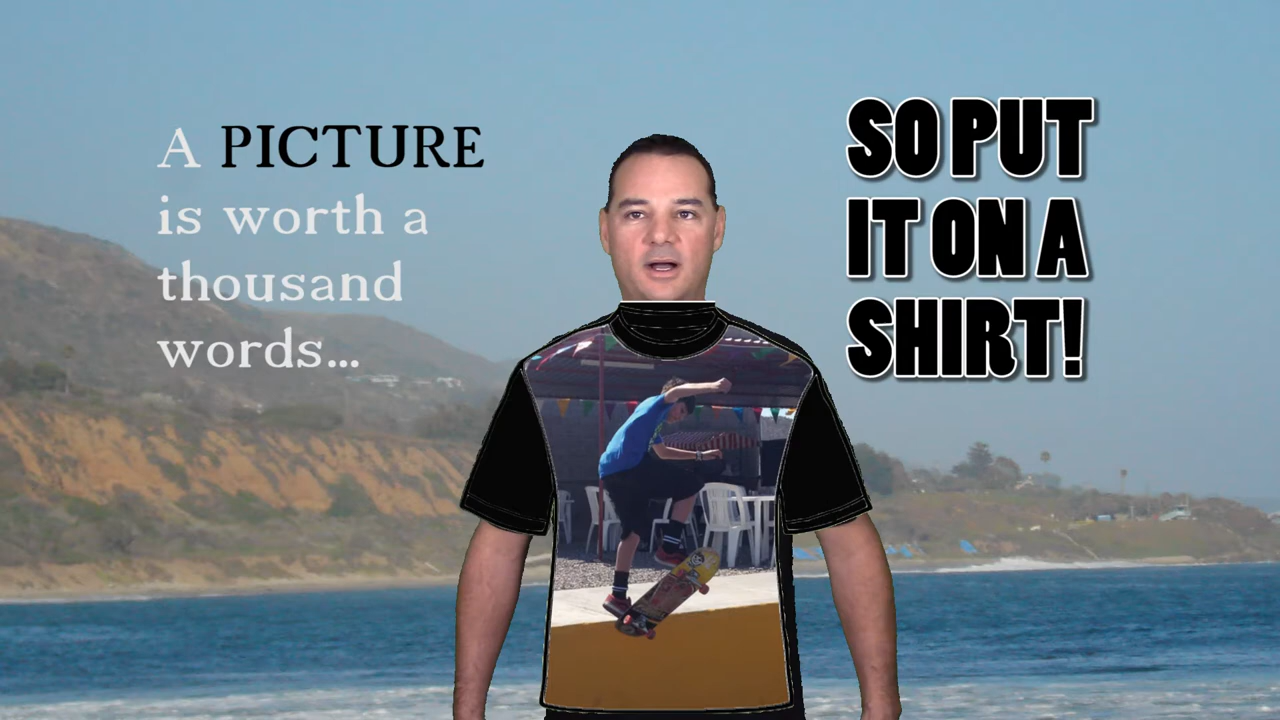 A PICTURE
is worth a
thousand
words...
SO PUT
IT ON A
SHIRT!